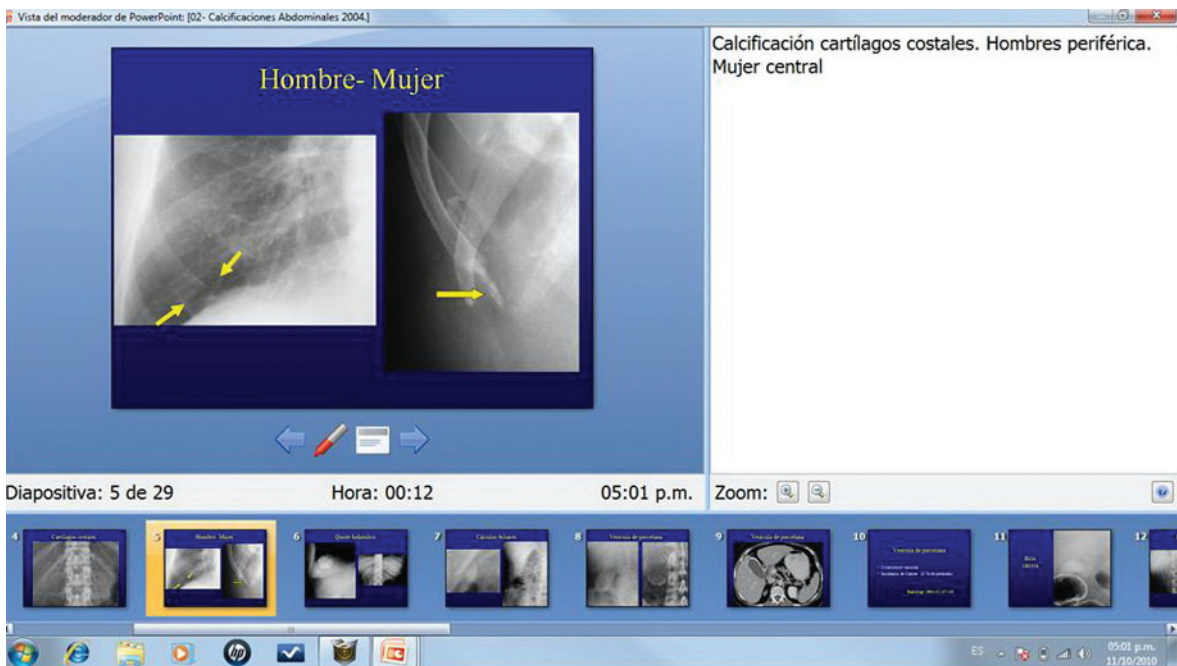 Vista del moderador de PowerPoint: [02- Calcificaciones Abdominales 2004.]
Hombre- Mujer
Calcificación cartílagos costales. Hombres periférica.
Mujer central
Diapositiva: 5 de 29
Hora: 00:12
05:01 p.m.
Zoom:
4
Cartílagos costales
5
Hombre- Mujer
6
Quiste hidatídico
7
Cálculos biliares
8
Vesícula de porcelana
9
Vesícula de porcelana
10
Vesícula de porcelana
11
12
hp
ES
05:01 p.m.
11/10/2010